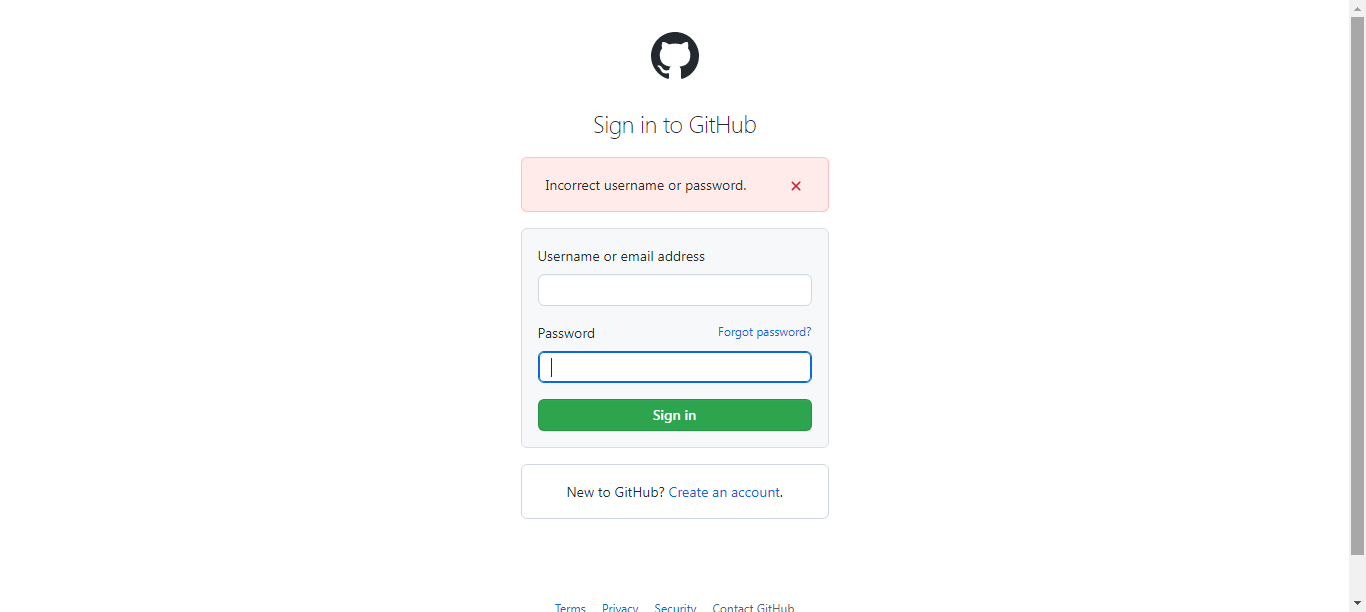 Sign in to GitHub
Incorrect username or password.
Username or email address
Password Forgot password?
Sign in
New to GitHub? Create an account.
Terms Privacy Security Contact GitHub